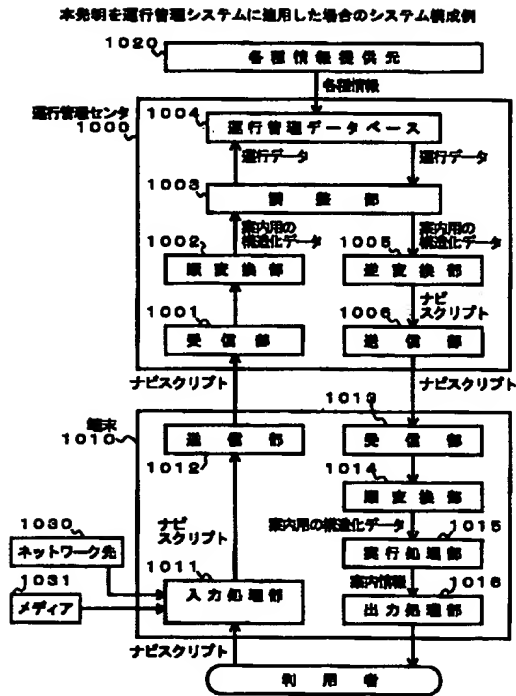 本発明を運行管理システムに適用した場合のシステム構成例
1020
各種情報提供元
各種情報
運行管理センタ
1000
1004
運行管理データベース
運行データ
運行データ
1003
調整部
案内用の
構造化データ
案内用の
構造化データ
1002
順変換部
1005
逆変換部
ナビ
スクリプト
1001
受信部
1006
送信部
ナビスクリプト
ナビスクリプト
1013
端末
1010
送信部
1012
受信部
1014
順変換部
案内用の構造化データ
1015
実行処理部
案内情報
1016
出力処理部
ナビ
スクリプト
1030
ネットワーク先
1031
メディア
1011
入力処理部
ナビスクリプト
利用者